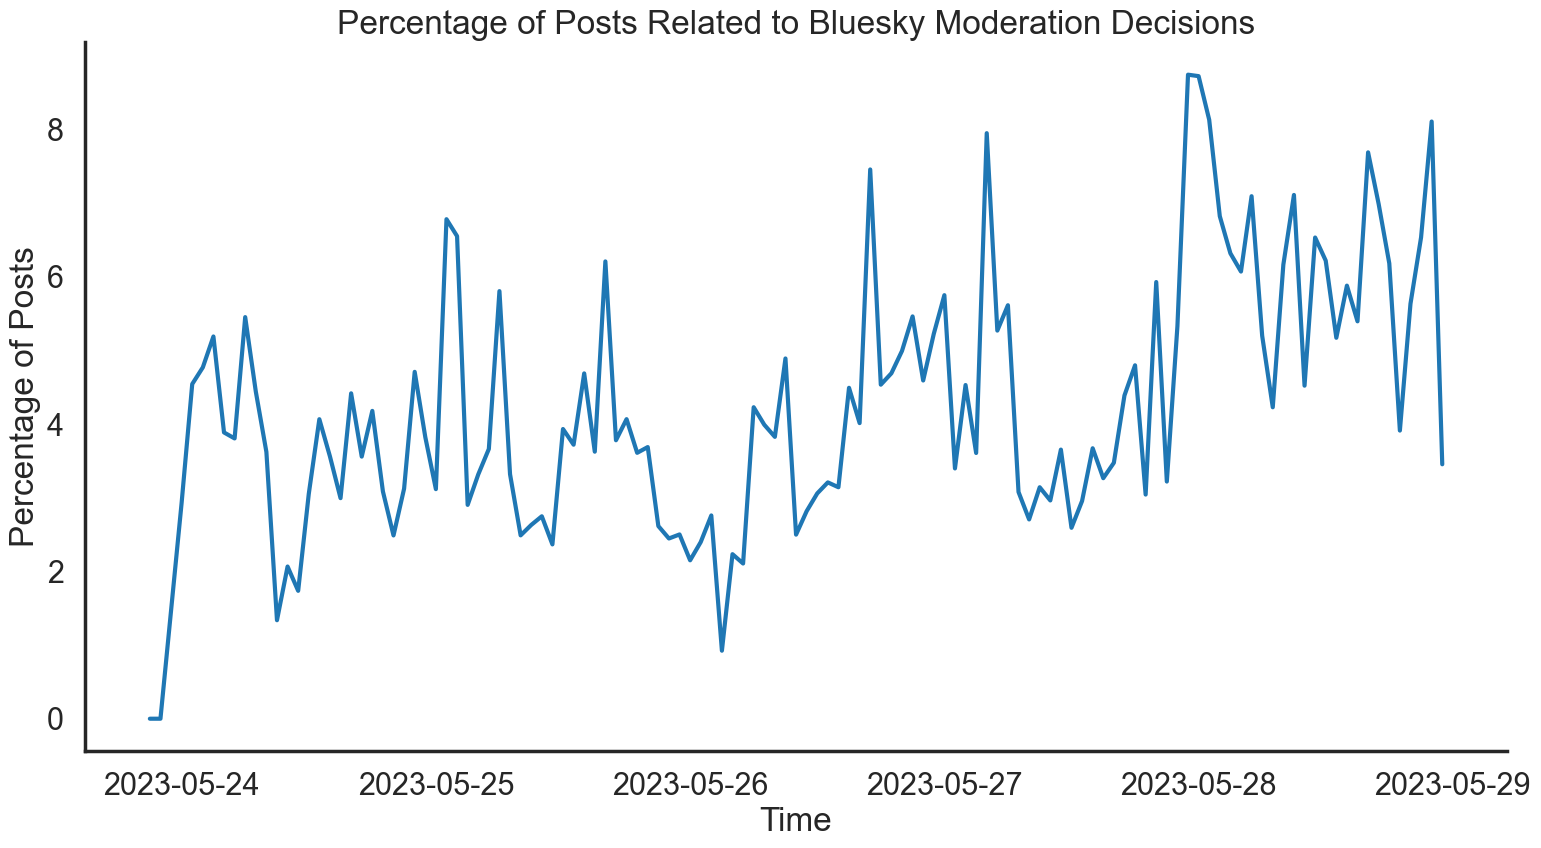 Percentage of Posts Related to Bluesky Moderation Decisions
Percentage of Posts
8
6
4
2
0
2023-05-24 2023-05-25 2023-05-26 2023-05-27 2023-05-28 2023-05-29
Time